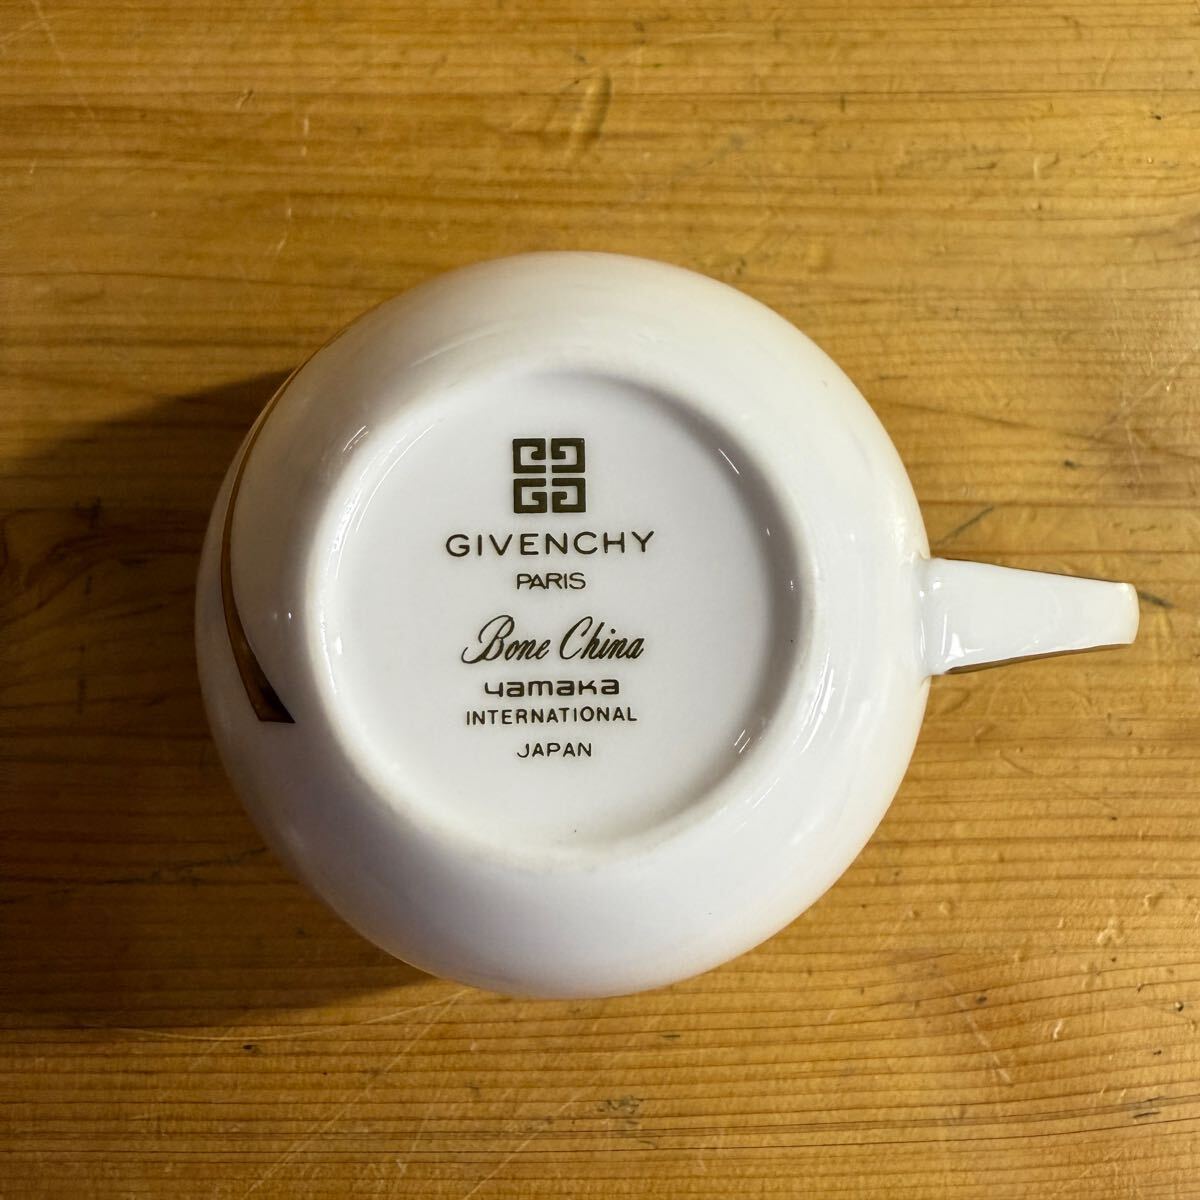 GIVENCHY
PARIS
Bone China
yamaka
INTERNATIONAL
JAPAN